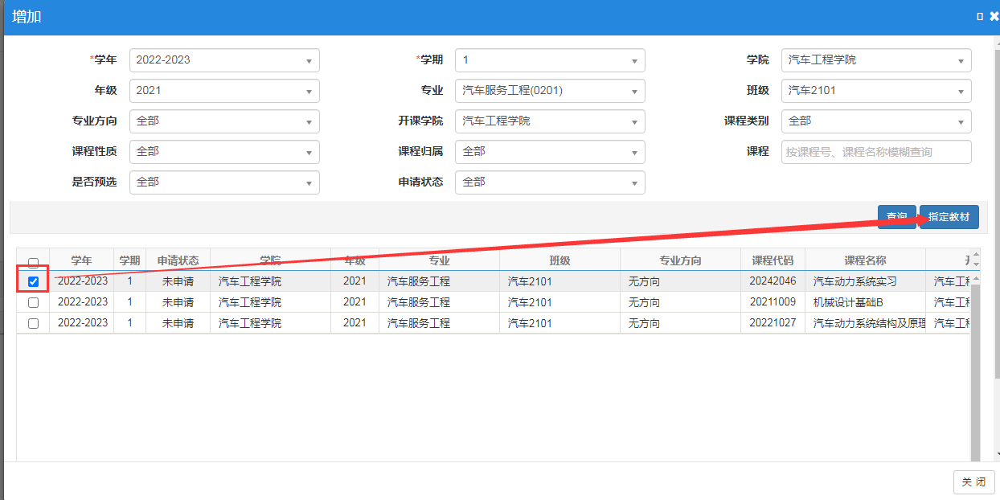 增加
*学年 2022-2023 *学期 1 学院 汽车工程学院
年级 2021 专业 汽车服务工程(0201) 班级 汽车2101
专业方向 全部 开课学院 汽车工程学院 课程类别 全部
课程性质 全部 课程归属 全部 课程 按课程号、课程名称模糊查询
是否预选 全部 申请状态 全部
查询 指定教材
学年 学期 申请状态 学院 年级 专业 班级 专业方向 课程代码 课程名称
2022-2023 1 未申请 汽车工程学院 2021 汽车服务工程 汽车2101 无方向 20242046 汽车动力系统实习 汽车工
2022-2023 1 未申请 汽车工程学院 2021 汽车服务工程 汽车2101 无方向 20211009 机械设计基础B 汽车工
2022-2023 1 未申请 汽车工程学院 2021 汽车服务工程 汽车2101 无方向 20221027 汽车动力系统结构及原理 汽车工
关 闭